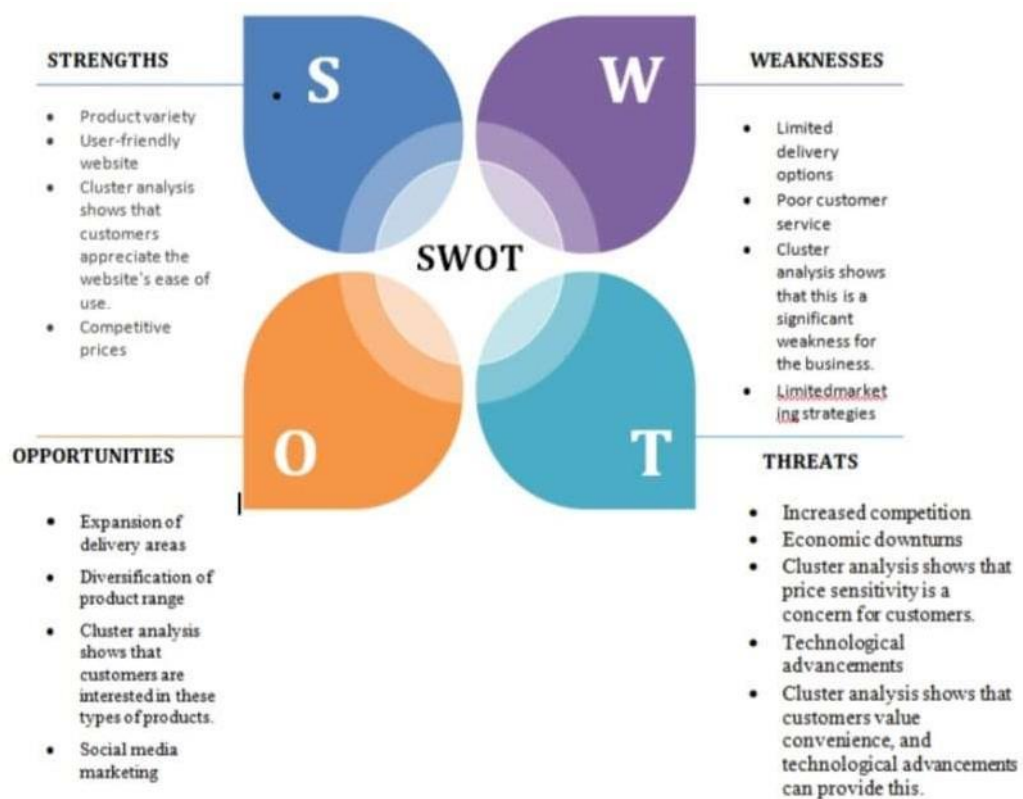 STRENGTHS
• Product variety
• User-friendly
website
• Cluster analysis
shows that
customers
appreciate the
website's ease of
use.
• Competitive
prices
S
W
SWOT
O
T
WEAKNESSES
• Limited
delivery
options
• Poor customer
service
• Cluster
analysis shows
that this is a
significant
weakness for
the business.
• Limitedmarket
ing strategies
OPPORTUNITIES
• Expansion of
delivery areas
• Diversification of
product range
• Cluster analysis
shows that
customers are
interested in these
types of products.
• Social media
marketing
THREATS
• Increased competition
• Economic downturns
• Cluster analysis shows that
price sensitivity is a
concern for customers.
• Technological
advancements
• Cluster analysis shows that
customers value
convenience, and
technological advancements
can provide this.